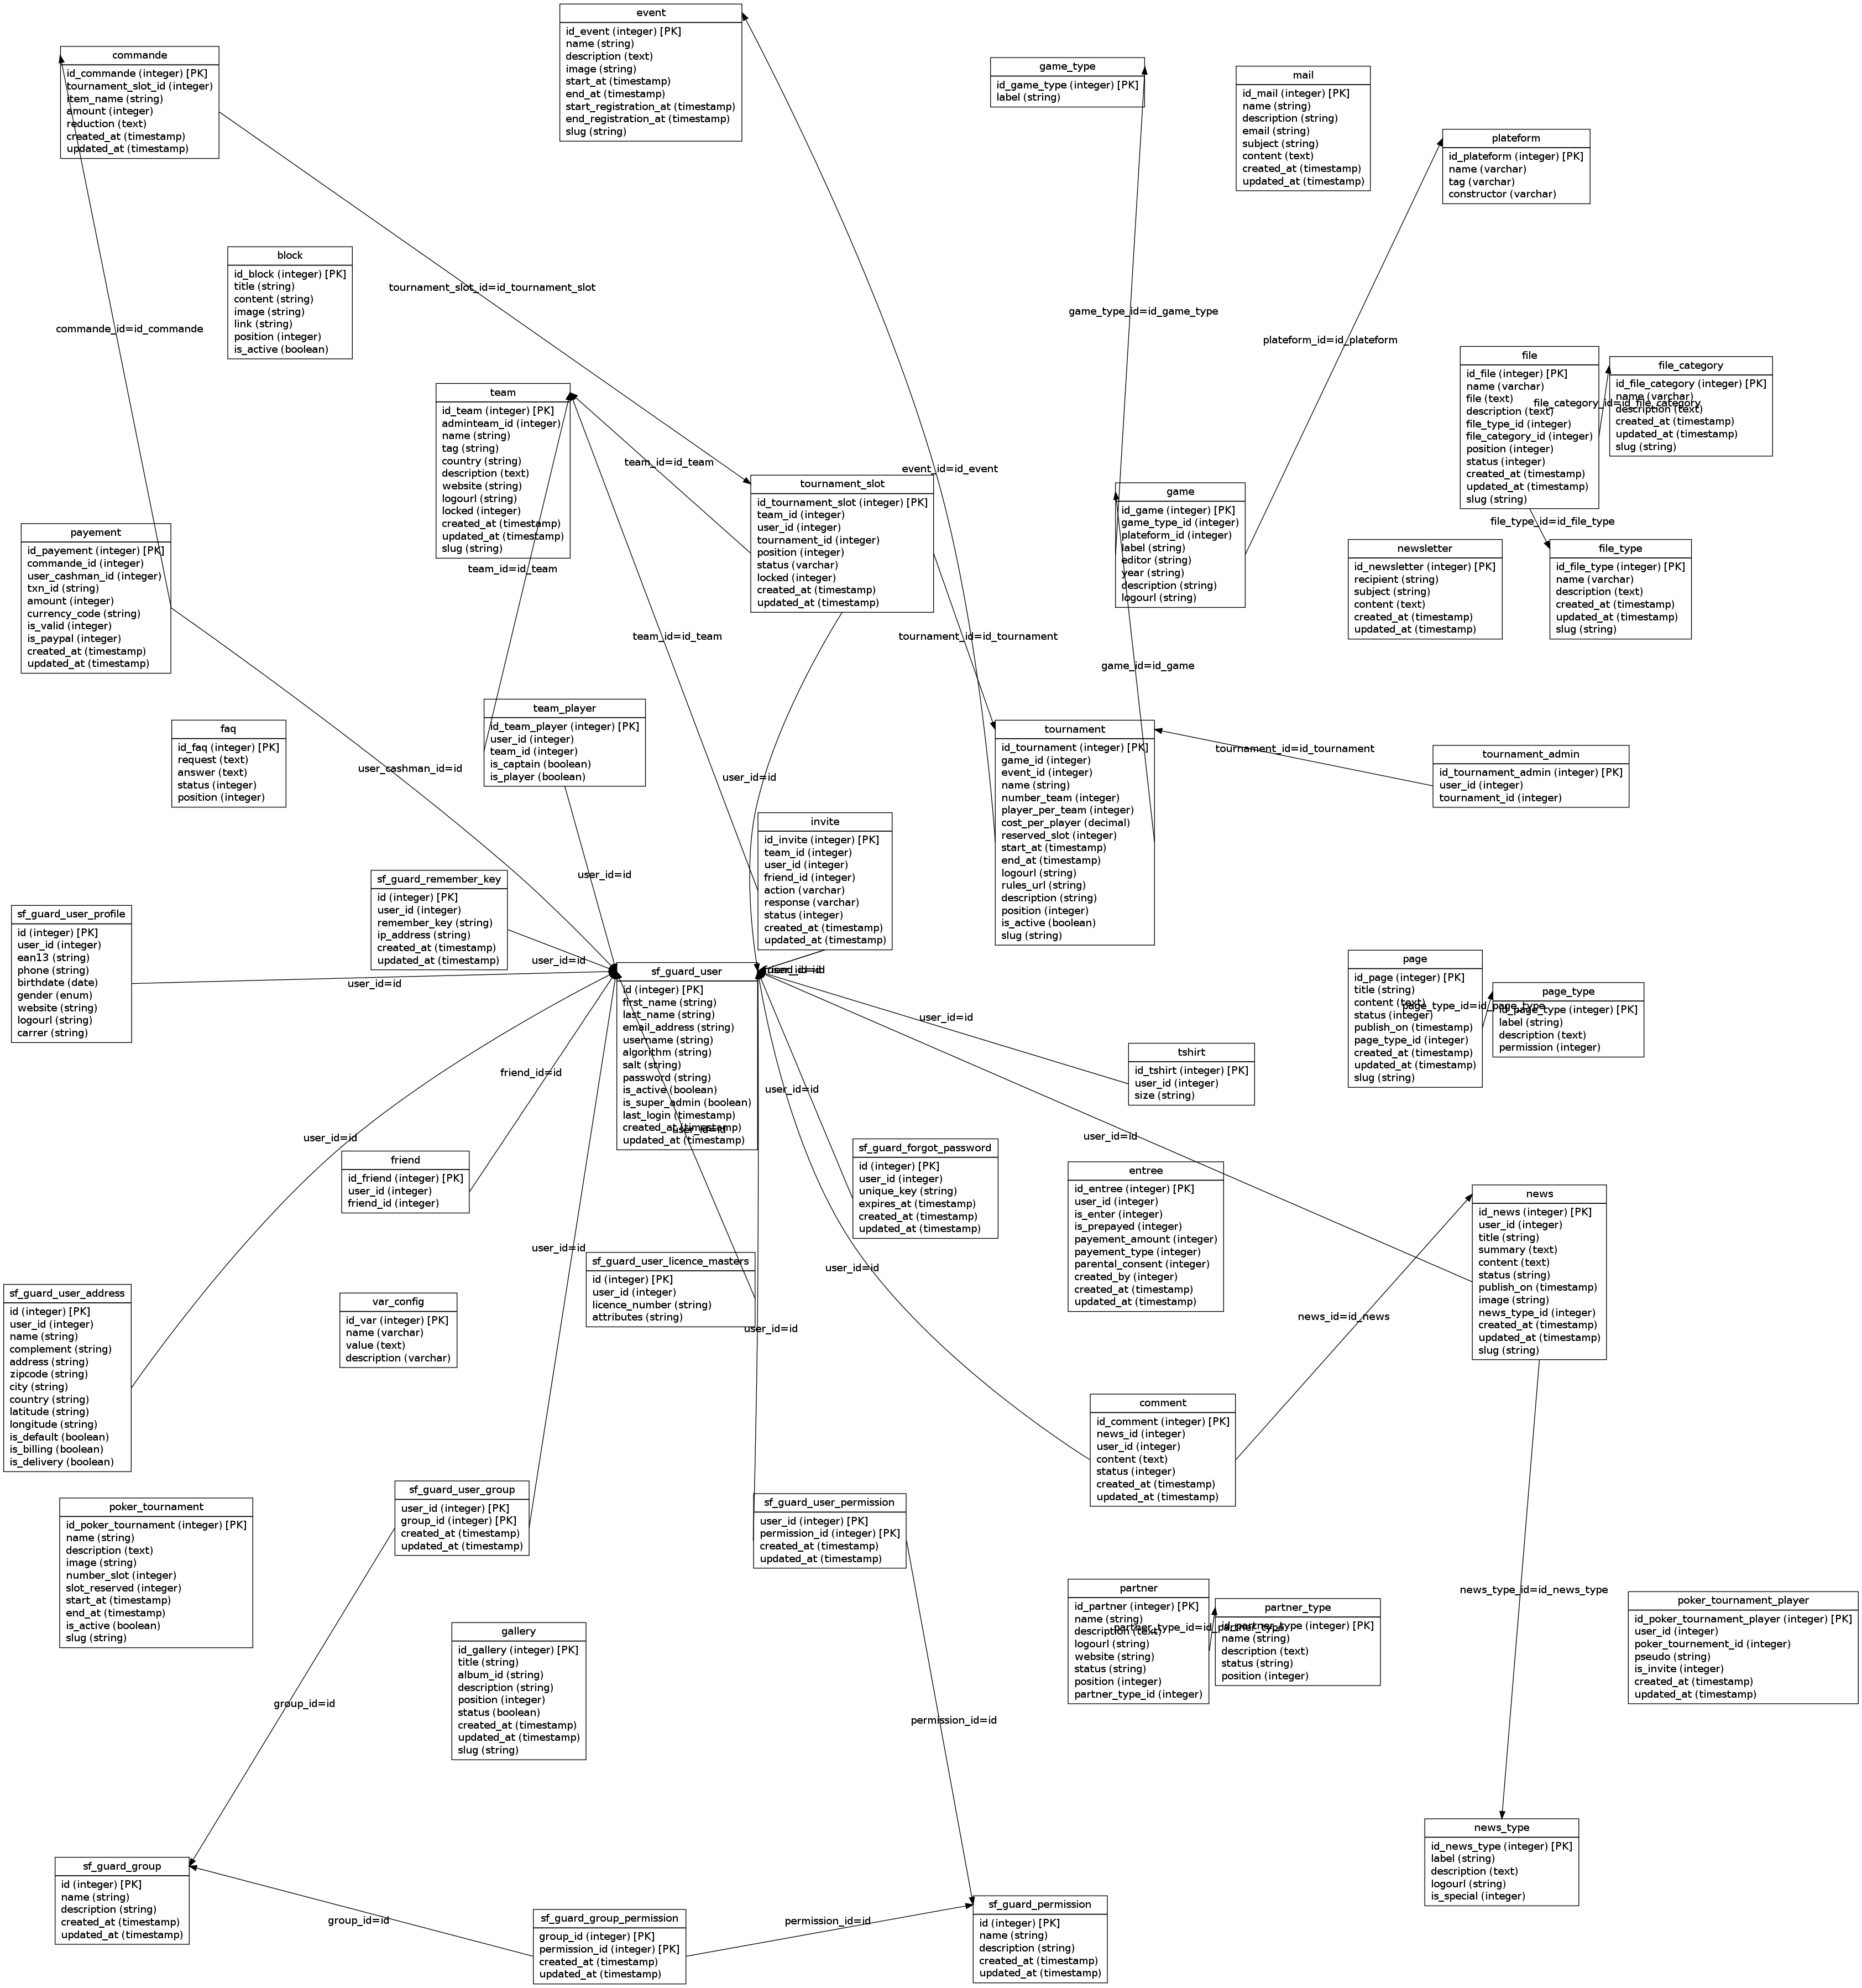 event
id_event (integer) [PK]
name (string)
description (text)
image (string)
start_at (timestamp)
end_at (timestamp)
start_registration_at (timestamp)
end_registration_at (timestamp)
slug (string)
commande
id_commande (integer) [PK]
tournament_slot_id (integer)
item_name (string)
amount (integer)
reduction (text)
created_at (timestamp)
updated_at (timestamp)
game_type
id_game_type (integer) [PK]
label (string)
mail
id_mail (integer) [PK]
name (string)
description (string)
email (string)
subject (string)
content (text)
created_at (timestamp)
updated_at (timestamp)
plateform
id_plateform (integer) [PK]
name (varchar)
tag (varchar)
constructor (varchar)
block
id_block (integer) [PK]
title (string)
content (string)
image (string)
link (string)
position (integer)
is_active (boolean)
tournament_slot_id=id_tournament_slot
commande_id=id_commande
game_type_id=id_game_type
plateform_id=id_plateform
file
id_file (integer) [PK]
name (varchar)
file (text)
description (text)
file_type_id (integer)
file_category_id (integer)
position (integer)
status (integer)
created_at (timestamp)
updated_at (timestamp)
slug (string)
file_category
id_file_category (integer) [PK]
name (varchar)
description (text)
created_at (timestamp)
updated_at (timestamp)
slug (string)
file_category_id=id_file_category
team
id_team (integer) [PK]
adminteam_id (integer)
name (string)
tag (string)
country (string)
description (text)
website (string)
logourl (string)
locked (integer)
created_at (timestamp)
updated_at (timestamp)
slug (string)
team_id=id_team
event_id=id_event
tournament_slot
id_tournament_slot (integer) [PK]
team_id (integer)
user_id (integer)
tournament_id (integer)
position (integer)
status (varchar)
locked (integer)
created_at (timestamp)
updated_at (timestamp)
game
id_game (integer) [PK]
game_type_id (integer)
plateform_id (integer)
label (string)
editor (string)
year (string)
description (string)
logourl (string)
file_type_id=id_file_type
payement
id_payement (integer) [PK]
commande_id (integer)
user_cashman_id (integer)
txn_id (string)
amount (integer)
currency_code (string)
is_valid (integer)
is_paypal (integer)
created_at (timestamp)
updated_at (timestamp)
newsletter
id_newsletter (integer) [PK]
recipient (string)
subject (string)
content (text)
created_at (timestamp)
updated_at (timestamp)
file_type
id_file_type (integer) [PK]
name (varchar)
description (text)
created_at (timestamp)
updated_at (timestamp)
slug (string)
team_id=id_team
team_id=id_team
tournament_id=id_tournament
game_id=id_game
faq
id_faq (integer) [PK]
request (text)
answer (text)
status (integer)
position (integer)
team_player
id_team_player (integer) [PK]
user_id (integer)
team_id (integer)
is_captain (boolean)
is_player (boolean)
user_cashman_id=id
user_id=id
tournament
id_tournament (integer) [PK]
game_id (integer)
event_id (integer)
name (string)
number_team (integer)
player_per_team (integer)
cost_per_player (decimal)
reserved_slot (integer)
start_at (timestamp)
end_at (timestamp)
logourl (string)
rules_url (string)
description (string)
position (integer)
is_active (boolean)
slug (string)
tournament_id=id_tournament
tournament_admin
id_tournament_admin (integer) [PK]
user_id (integer)
tournament_id (integer)
invite
id_invite (integer) [PK]
team_id (integer)
user_id (integer)
friend_id (integer)
action (varchar)
response (varchar)
status (integer)
created_at (timestamp)
updated_at (timestamp)
user_id=id
sf_guard_remember_key
id (integer) [PK]
user_id (integer)
remember_key (string)
ip_address (string)
created_at (timestamp)
updated_at (timestamp)
sf_guard_user_profile
id (integer) [PK]
user_id (integer)
ean13 (string)
phone (string)
birthdate (date)
gender (enum)
website (string)
logourl (string)
carrer (string)
user_id=id
user_id=id
sf_guard_user
id (integer) [PK]
first_name (string)
last_name (string)
email_address (string)
username (string)
algorithm (string)
salt (string)
password (string)
is_active (boolean)
is_super_admin (boolean)
last_login (timestamp)
created_at (timestamp)
updated_at (timestamp)
user_id=id
page
id_page (integer) [PK]
title (string)
content (text)
status (integer)
publish_on (timestamp)
page_type_id (integer)
created_at (timestamp)
updated_at (timestamp)
slug (string)
page_type
id_page_type (integer) [PK]
label (string)
description (text)
permission (integer)
page_type_id=id_page_type
user_id=id
tshirt
id_tshirt (integer) [PK]
user_id (integer)
size (string)
friend_id=id
user_id=id
user_id=id
user_id=id
friend
id_friend (integer) [PK]
user_id (integer)
friend_id (integer)
sf_guard_forgot_password
id (integer) [PK]
user_id (integer)
unique_key (string)
expires_at (timestamp)
created_at (timestamp)
updated_at (timestamp)
entree
id_entree (integer) [PK]
user_id (integer)
is_enter (integer)
is_prepayed (integer)
payement_amount (integer)
payement_type (integer)
parental_consent (integer)
created_by (integer)
created_at (timestamp)
updated_at (timestamp)
news
id_news (integer) [PK]
user_id (integer)
title (string)
summary (text)
content (text)
status (string)
publish_on (timestamp)
image (string)
news_type_id (integer)
created_at (timestamp)
updated_at (timestamp)
slug (string)
user_id=id
user_id=id
sf_guard_user_licence_masters
id (integer) [PK]
user_id (integer)
licence_number (string)
attributes (string)
sf_guard_user_address
id (integer) [PK]
user_id (integer)
name (string)
complement (string)
address (string)
zipcode (string)
city (string)
country (string)
latitude (string)
longitude (string)
is_default (boolean)
is_billing (boolean)
is_delivery (boolean)
var_config
id_var (integer) [PK]
name (varchar)
value (text)
description (varchar)
user_id=id
news_id=id_news
comment
id_comment (integer) [PK]
news_id (integer)
user_id (integer)
content (text)
status (integer)
created_at (timestamp)
updated_at (timestamp)
poker_tournament
id_poker_tournament (integer) [PK]
name (string)
description (text)
image (string)
number_slot (integer)
slot_reserved (integer)
start_at (timestamp)
end_at (timestamp)
is_active (boolean)
slug (string)
sf_guard_user_group
user_id (integer) [PK]
group_id (integer) [PK]
created_at (timestamp)
updated_at (timestamp)
sf_guard_user_permission
user_id (integer) [PK]
permission_id (integer) [PK]
created_at (timestamp)
updated_at (timestamp)
partner
id_partner (integer) [PK]
name (string)
description (text)
logourl (string)
website (string)
status (string)
position (integer)
partner_type_id (integer)
partner_type
id_partner_type (integer) [PK]
name (string)
description (text)
status (string)
position (integer)
partner_type_id=id_partner_type
news_type_id=id_news_type
poker_tournament_player
id_poker_tournament_player (integer) [PK]
user_id (integer)
poker_tournement_id (integer)
pseudo (string)
is_invite (integer)
created_at (timestamp)
updated_at (timestamp)
gallery
id_gallery (integer) [PK]
title (string)
album_id (string)
description (string)
position (integer)
status (boolean)
created_at (timestamp)
updated_at (timestamp)
slug (string)
group_id=id
permission_id=id
news_type
id_news_type (integer) [PK]
label (string)
description (text)
logourl (string)
is_special (integer)
sf_guard_group
id (integer) [PK]
name (string)
description (string)
created_at (timestamp)
updated_at (timestamp)
group_id=id
sf_guard_group_permission
group_id (integer) [PK]
permission_id (integer) [PK]
created_at (timestamp)
updated_at (timestamp)
permission_id=id
sf_guard_permission
id (integer) [PK]
name (string)
description (string)
created_at (timestamp)
updated_at (timestamp)